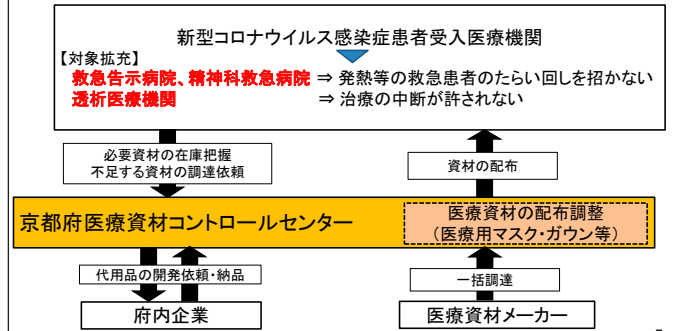 新型コロナウイルス感染症患者受入医療機関
【対象拡充】
救急告示病院、精神科救急病院 ⇒ 発熱等の救急患者のたらい回しを招かない
透析医療機関 ⇒ 治療の中断が許されない
必要資材の在庫把握
不足する資材の調達依頼
資材の配布
京都府医療資材コントロールセンター
医療資材の配布調整
(医療用マスク・ガウン等)
代用品の開発依頼・納品
一括調達
府内企業
医療資材メーカー